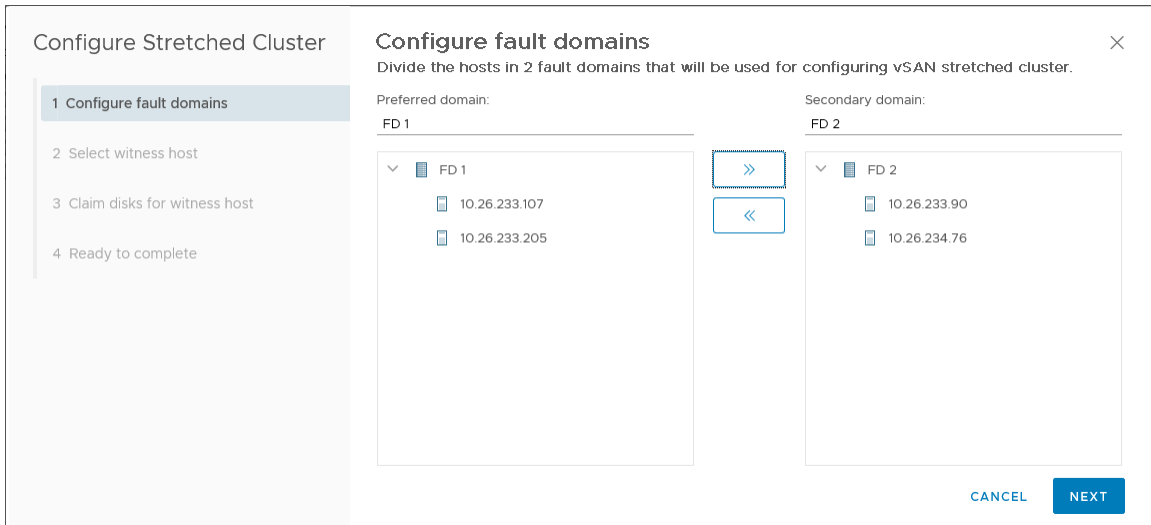 Configure Stretched Cluster
1 Configure fault domains
2 Select witness host
3 Claim disks for witness host
4 Ready to complete
Configure fault domains
Divide the hosts in 2 fault domains that will be used for configuring vSAN stretched cluster.
Preferred domain:
FD 1
FD 1
10.26.233.107
10.26.233.205
Secondary domain:
FD 2
FD 2
10.26.233.90
10.26.234.76
CANCEL
NEXT